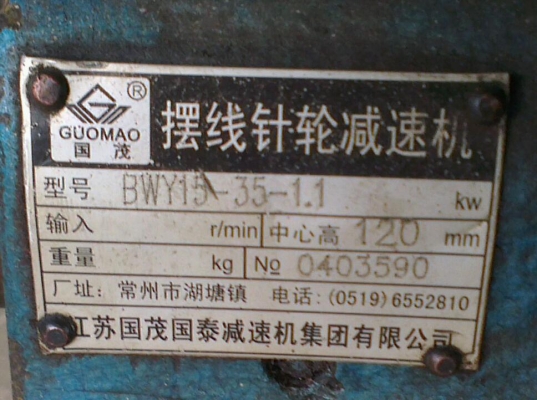 GUOMAO ®
国茂
摆线针轮减速机
型号 BWY15-35-1.1 kw
输入 r/min 中心高 120 mm
重量 kg № 0403590
厂址: 常州市湖塘镇 电话: (0519) 6552810
江苏国茂国泰减速机集团有限公司